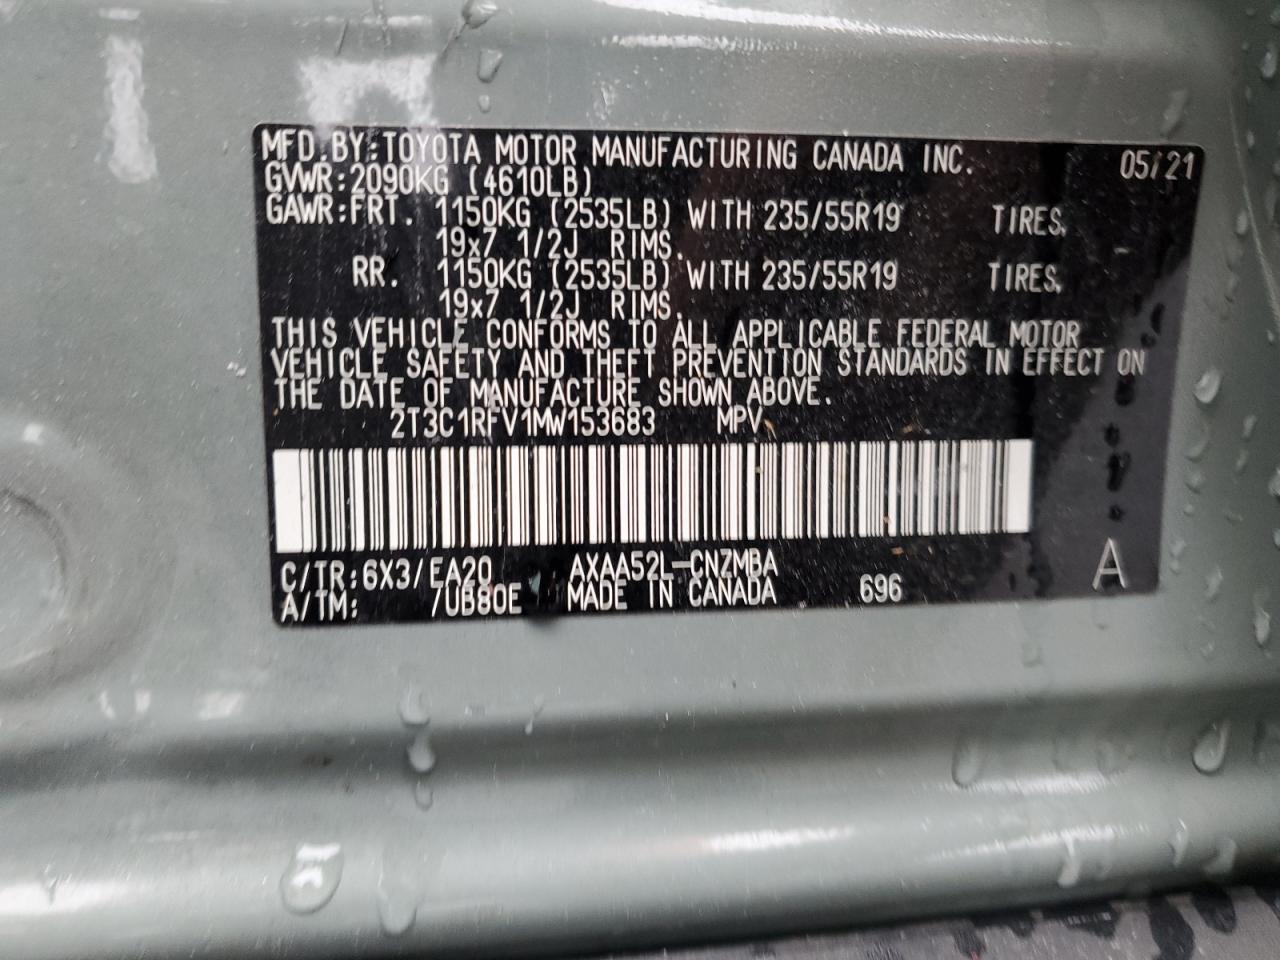 MFD.BY:TOYOTA MOTOR MANUFACTURING CANADA INC. 05/21
GVWR:2090KG (4610LB)
GAWR:FRT. 1150KG (2535LB) WITH 235/55R19 TIRES,
19x7 1/2J RIMS.
RR. 1150KG (2535LB) WITH 235/55R19 TIRES,
19x7 1/2J RIMS.
THIS VEHICLE CONFORMS TO ALL APPLICABLE FEDERAL MOTOR
VEHICLE SAFETY AND THEFT PREVENTION STANDARDS IN EFFECT ON
THE DATE OF MANUFACTURE SHOWN ABOVE.
2T3C1RFV1MW153683 MPV
C/TR:6X3/EA20 AXAA52L-CNZMBA
A/TM: 7UB80E MADE IN CANADA 696 A